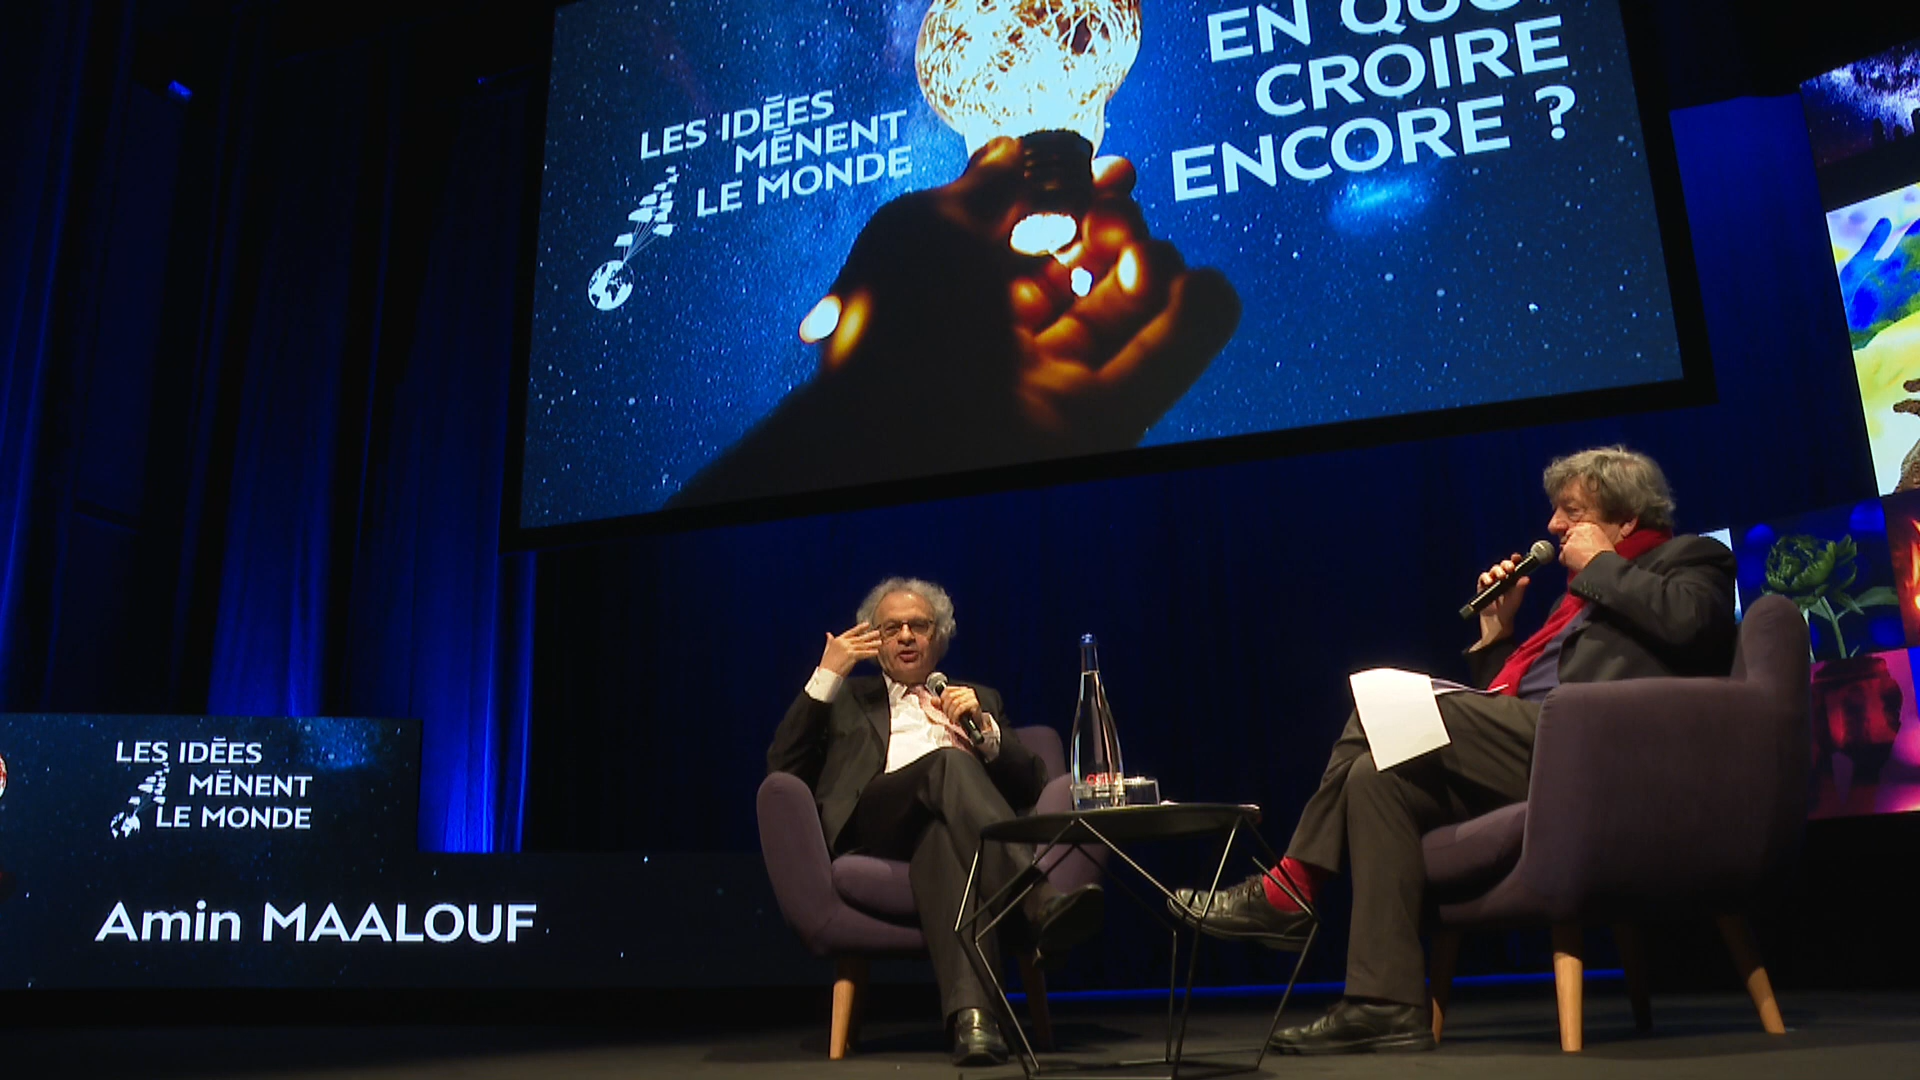 LES IDÉES
MÈNENT
LE MONDE
CROIRE
ENCORE ?
LES IDÉES
MÈNENT
LE MONDE
Amin MAALOUF